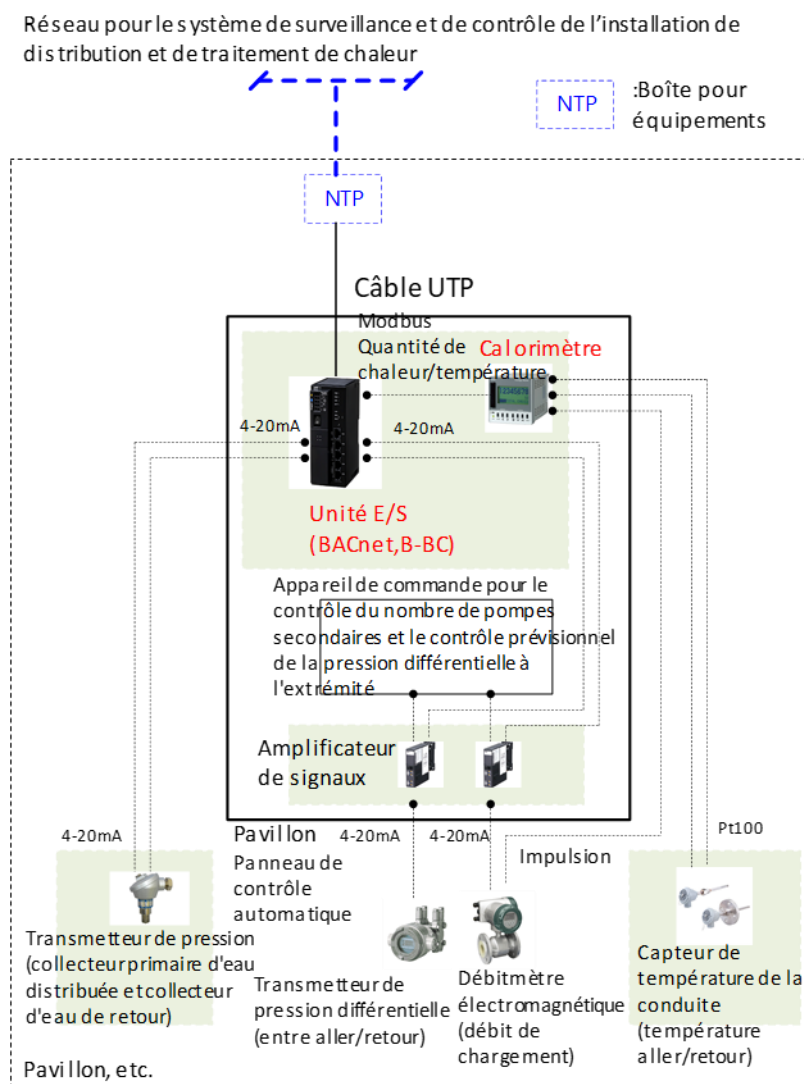 Réseau pour le système de surveillance et de contrôle de l’installation de
distribution et de traitement de chaleur
NTP
:Boîte pour
équipements
NTP
Câble UTP
Modbus
Quantité de
chaleur/température
Calorimètre
4-20mA
4-20mA
Unité E/S
(BACnet,B-BC)
Appareil de commande pour le
contrôle du nombre de pompes
secondaires et le contrôle prévisionnel
de la pression différentielle à
l'extrémité
Amplificateur
de signaux
4-20mA
Pavillon
Panneau de
contrôle
automatique
4-20mA
4-20mA
Impulsion
Pt100
Transmetteur de pression
(collecteur primaire d'eau
distribuée et collecteur
d'eau de retour)
Transmetteur de
pression différentielle
(entre aller/retour)
Débitmètre
électromagnétique
(débit de
chargement)
Capteur de
température de la
conduite
(température
aller/retour)
Pavillon, etc.